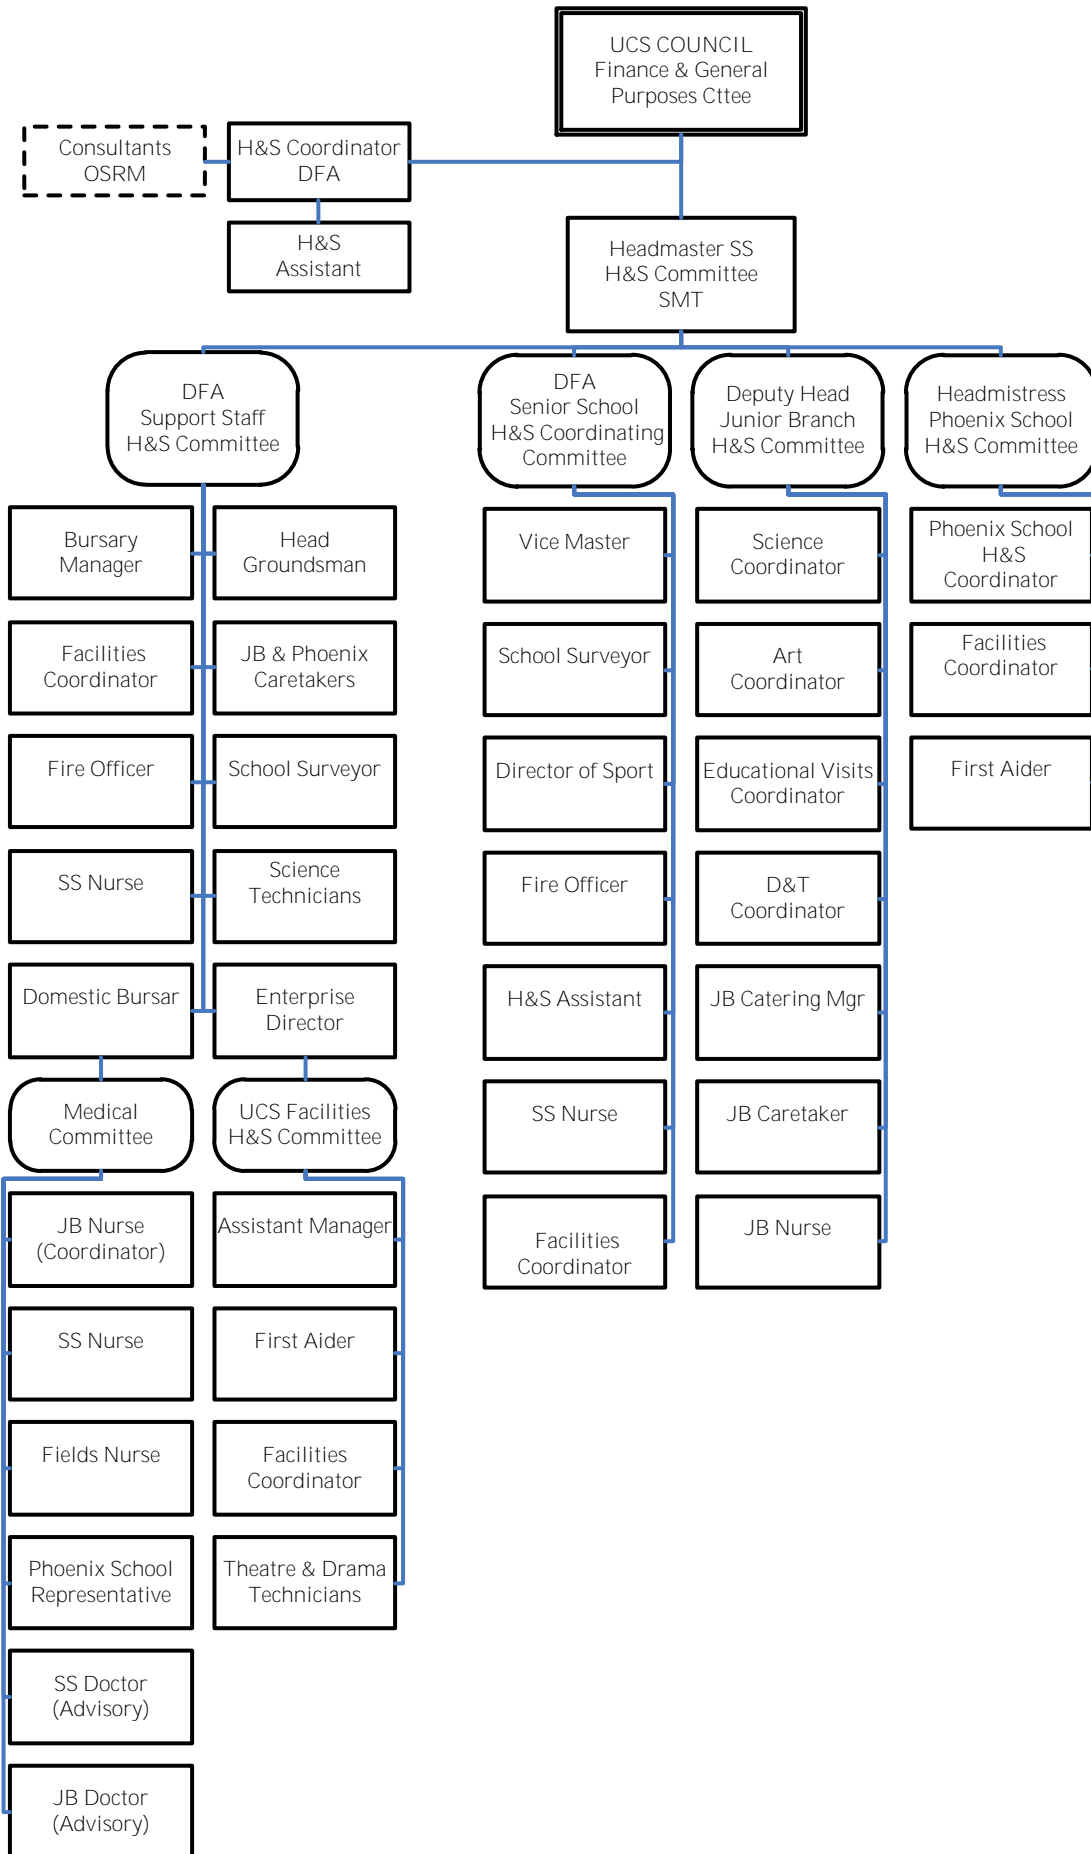 UCS COUNCIL
Finance & General
Purposes Cttee
Consultants
OSRM
H&S Coordinator
DFA
H&S
Assistant
Headmaster SS
H&S Committee
SMT
DFA
Support Staff
H&S Committee
DFA
Senior School
H&S Coordinating
Committee
Deputy Head
Junior Branch
H&S Committee
Headmistress
Phoenix School
H&S Committee
Bursary
Manager
Head
Groundsman
Facilities
Coordinator
JB & Phoenix
Caretakers
Fire Officer
School Surveyor
SS Nurse
Science
Technicians
Domestic Bursar
Enterprise
Director
Medical
Committee
UCS Facilities
H&S Committee
JB Nurse
(Coordinator)
SS Nurse
Fields Nurse
Phoenix School
Representative
SS Doctor
(Advisory)
JB Doctor
(Advisory)
Assistant Manager
First Aider
Facilities
Coordinator
Theatre & Drama
Technicians
Vice Master
School Surveyor
Director of Sport
Fire Officer
H&S Assistant
SS Nurse
Facilities
Coordinator
Science
Coordinator
Art
Coordinator
Educational Visits
Coordinator
D&T
Coordinator
JB Catering Mgr
JB Caretaker
JB Nurse
Phoenix School
H&S
Coordinator
Facilities
Coordinator
First Aider